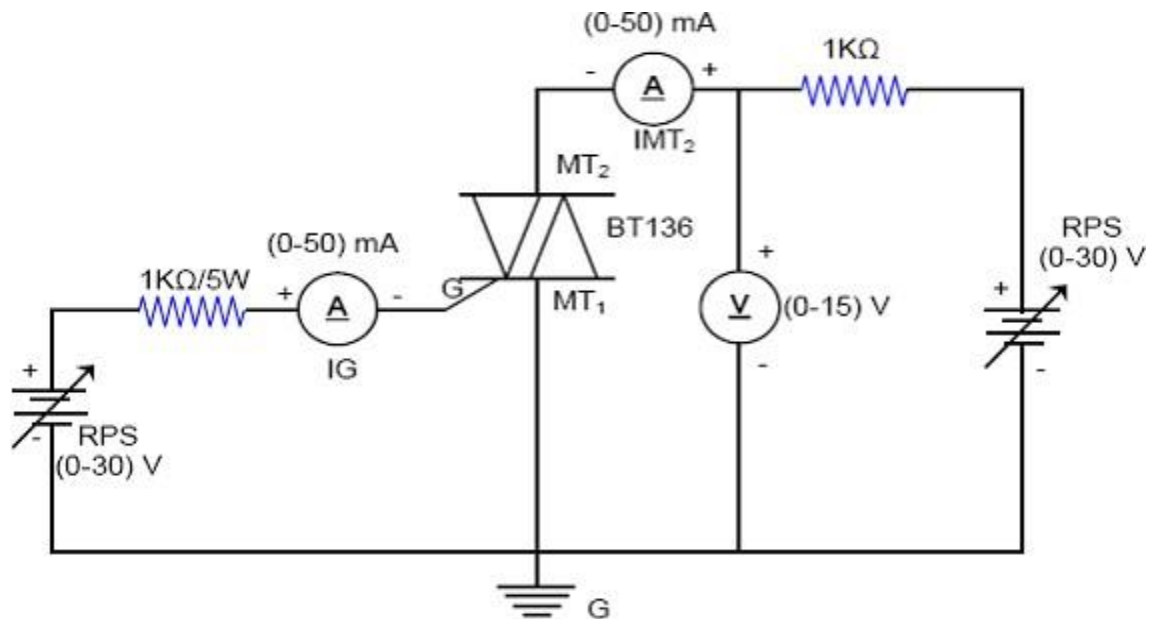 (0-50) mA
1KΩ
- A +
IMT₂
MT₂
BT136
(0-50) mA
1KΩ/5W
+ A -
IG
G
MT₁
+
V
(0-15) V
-
RPS
(0-30) V
+
-
+
-
RPS
(0-30) V
G